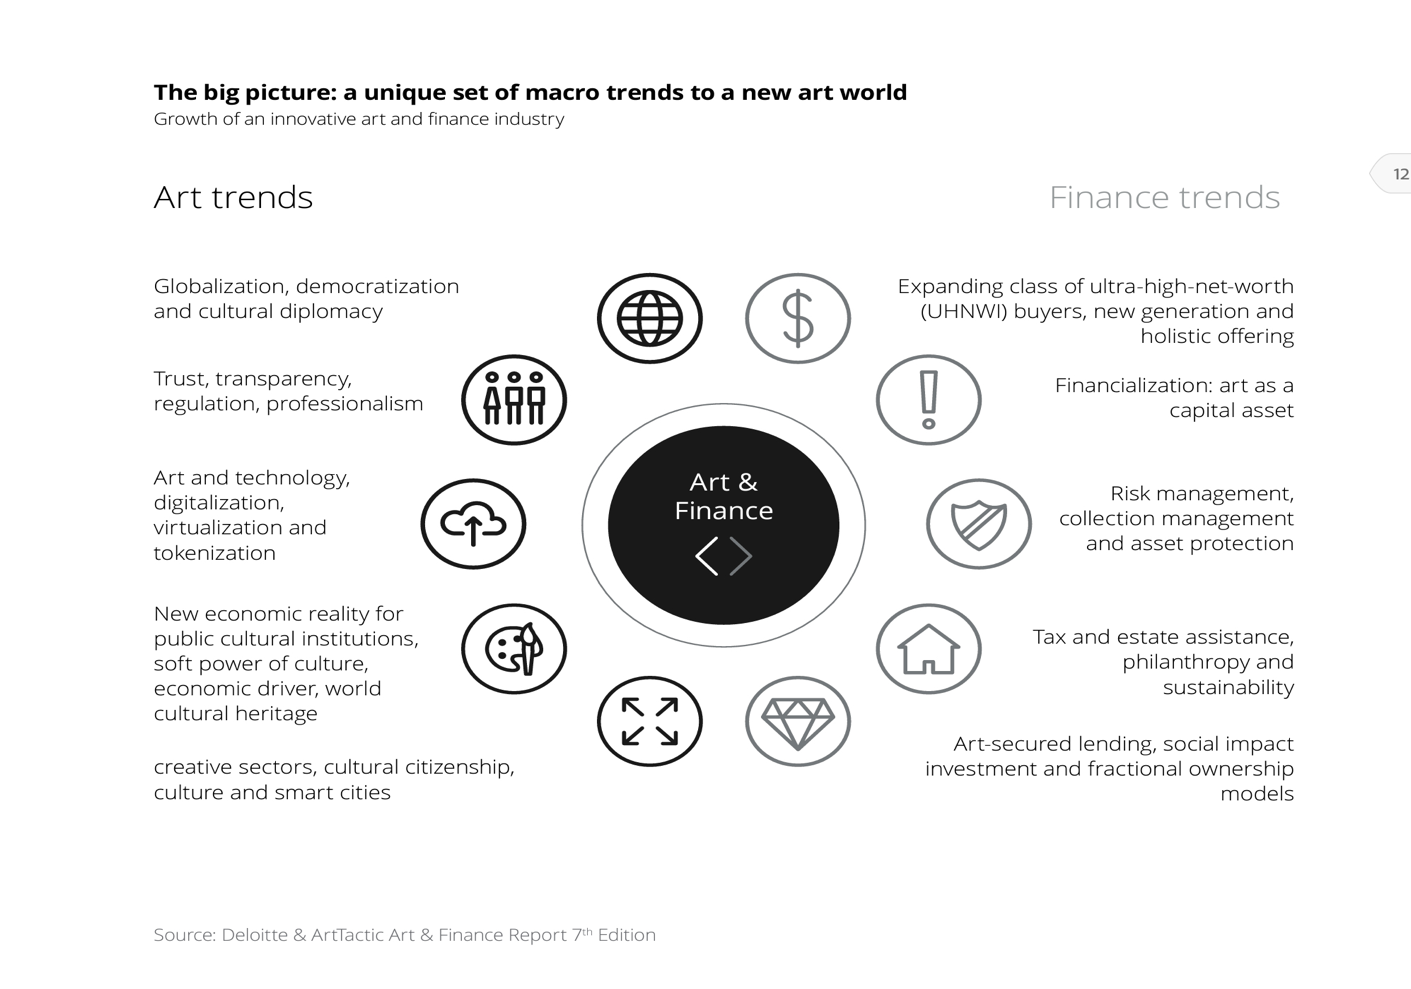 The big picture: a unique set of macro trends to a new art world
Growth of an innovative art and finance industry
12
Art trends
Finance trends
Globalization, democratization
and cultural diplomacy
Trust, transparency,
regulation, professionalism
Art and technology,
digitalization,
virtualization and
tokenization
New economic reality for
public cultural institutions,
soft power of culture,
economic driver, world
cultural heritage
creative sectors, cultural citizenship,
culture and smart cities
Art &
Finance
Expanding class of ultra-high-net-worth
(UHNWI) buyers, new generation and
holistic offering
Financialization: art as a
capital asset
Risk management,
collection management
and asset protection
Tax and estate assistance,
philanthropy and
sustainability
Art-secured lending, social impact
investment and fractional ownership
models
Source: Deloitte & ArtTactic Art & Finance Report 7th Edition